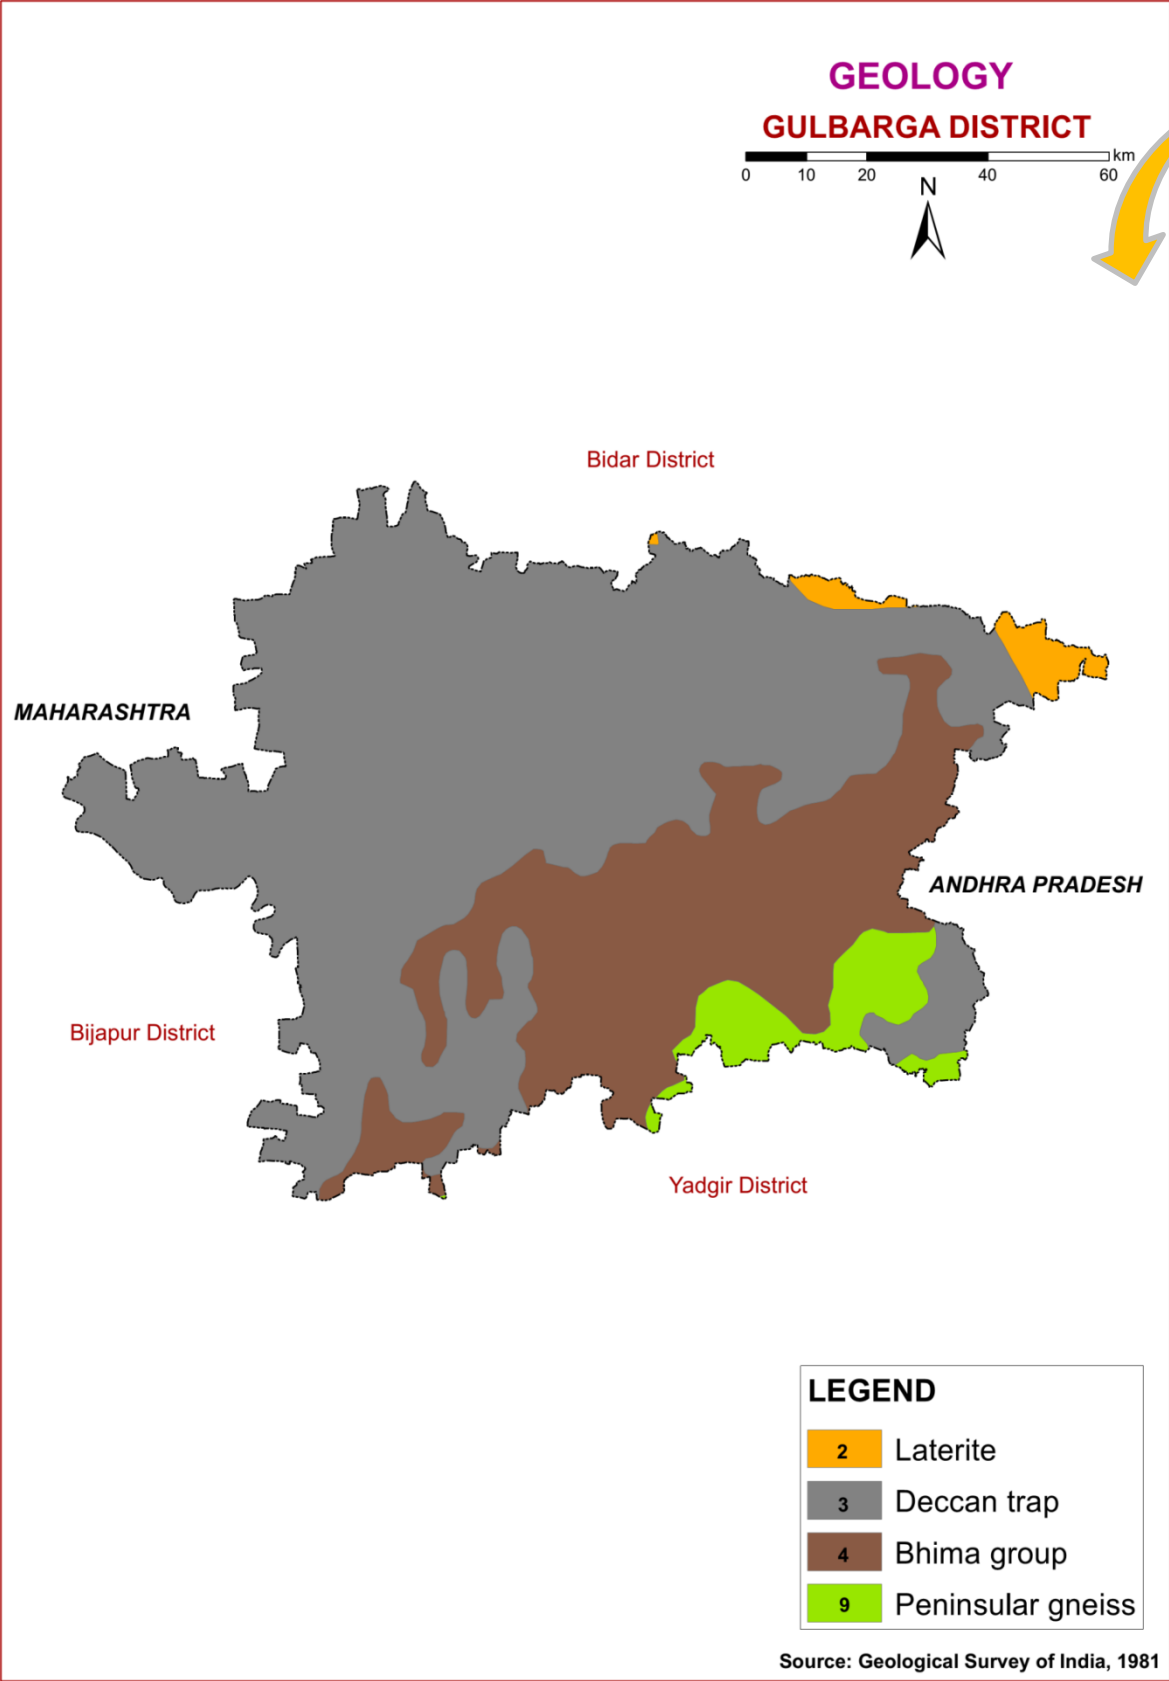 GEOLOGY
GULBARGA DISTRICT
km
0 10 20 40 60
N
Bidar District
MAHARASHTRA
ANDHRA PRADESH
Bijapur District
Yadgir District
LEGEND
2 Laterite
3 Deccan trap
4 Bhima group
9 Peninsular gneiss
Source: Geological Survey of India, 1981